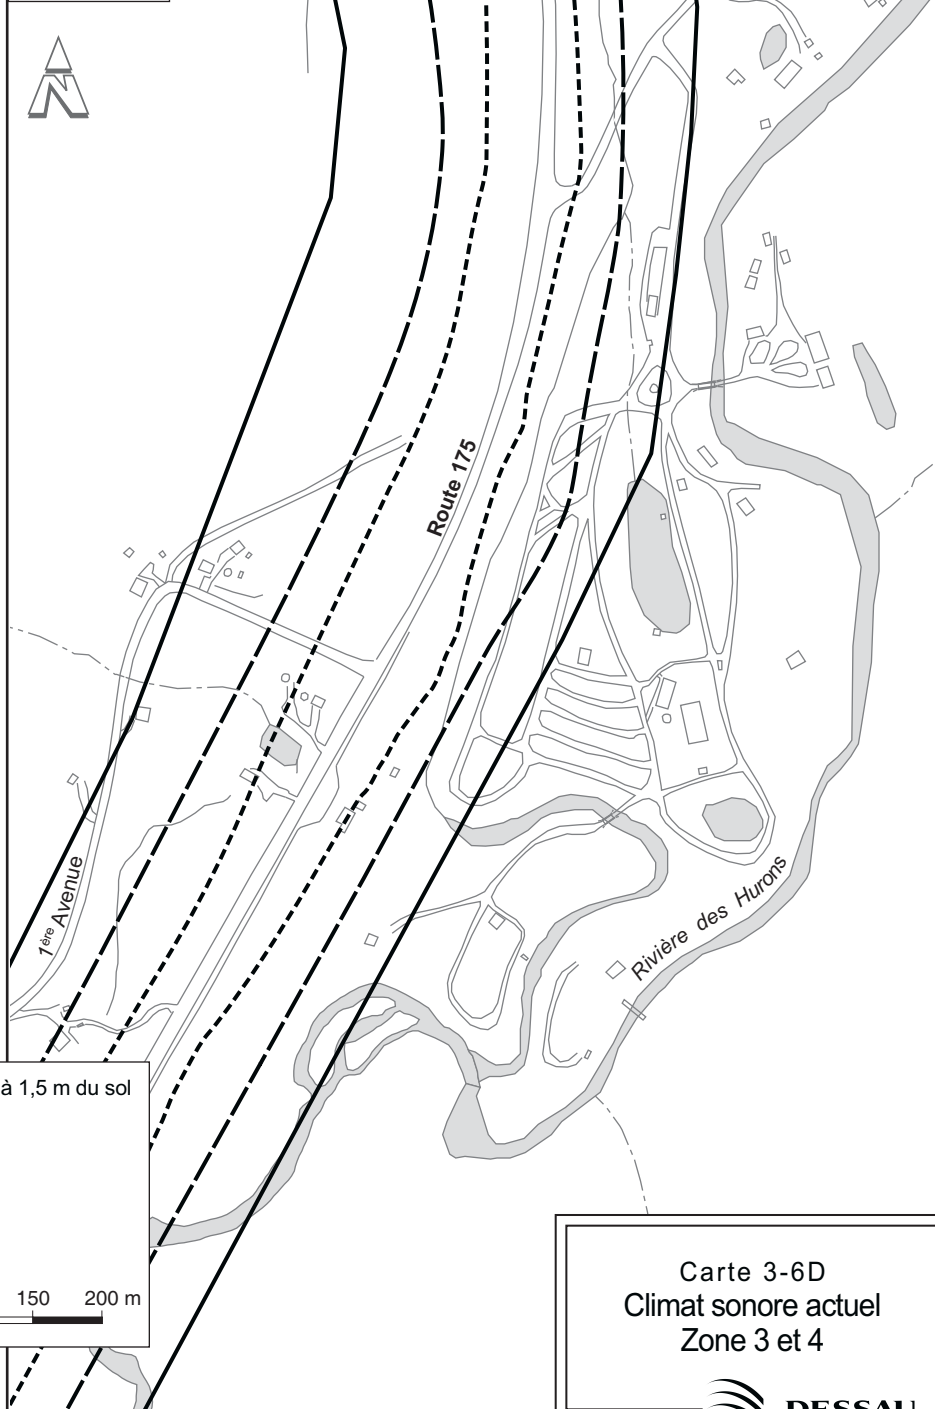 N
Route 175
1ère Avenue
Rivière des Hurons
à 1,5 m du sol
150 200 m
Carte 3-6D
Climat sonore actuel
Zone 3 et 4
DESSAU